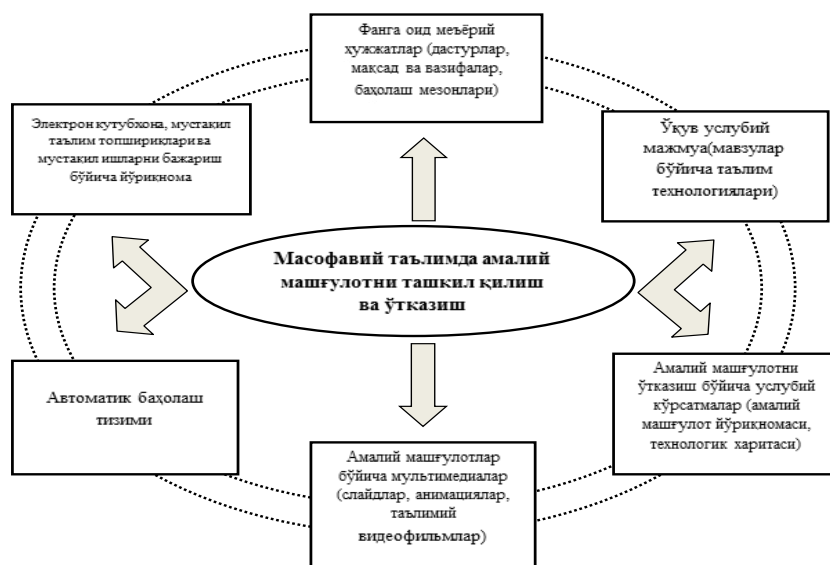 Фанга оид меъёрий
ҳужжатлар (дастурлар,
мақсад ва вазифалар,
баҳолаш мезонлари)
Электрон кутубхона, мустақил
таълим топшириқлари ва
мустақил ишларни бажариш
бўйича йўриқнома
Ўқув услубий
мажмуа(мавзулар
бўйича таълим
технологиялари)
Масофавий таълимда амалий
машғулотни ташкил қилиш
ва ўтказиш
Автоматик баҳолаш
тизими
Амалий машғулотни
ўтказиш бўйича услубий
кўрсатмалар (амалий
машғулот йўриқномаси,
технологик харитаси)
Амалий машғулотлар
бўйича мультимедиалар
(слайдлар, анимациялар,
таълимий
видеофильмлар)